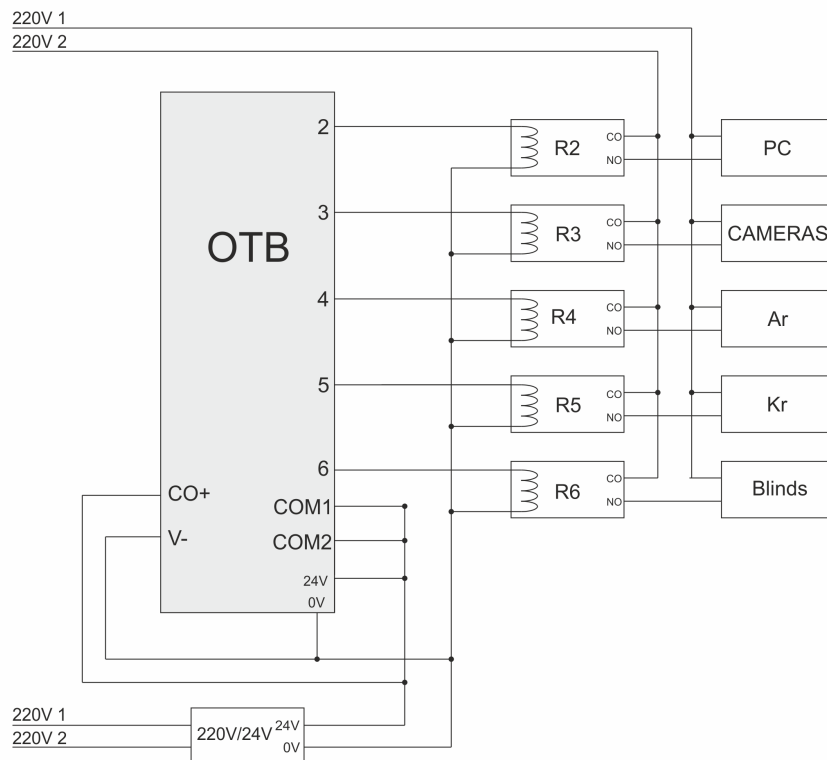 220V 1
220V 2
OTB
2
3
4
5
6
CO+
V-
COM1
COM2
24V
0V
R2
CO
NO
PC
R3
CO
NO
CAMERAS
R4
CO
NO
Ar
R5
CO
NO
Kr
R6
CO
NO
Blinds
220V 1
220V 2
220V/24V
24V
0V